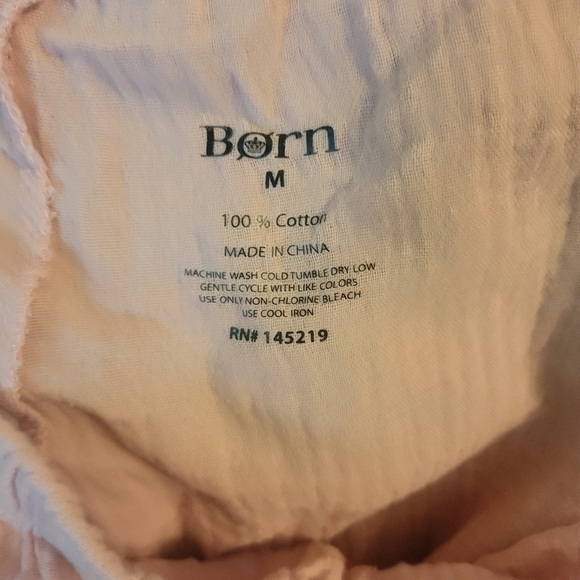 Børn
M
100 % Cotton
MADE IN CHINA
MACHINE WASH COLD TUMBLE DRY LOW
GENTLE CYCLE WITH LIKE COLORS
USE ONLY NON-CHLORINE BLEACH
USE COOL IRON
RN# 145219